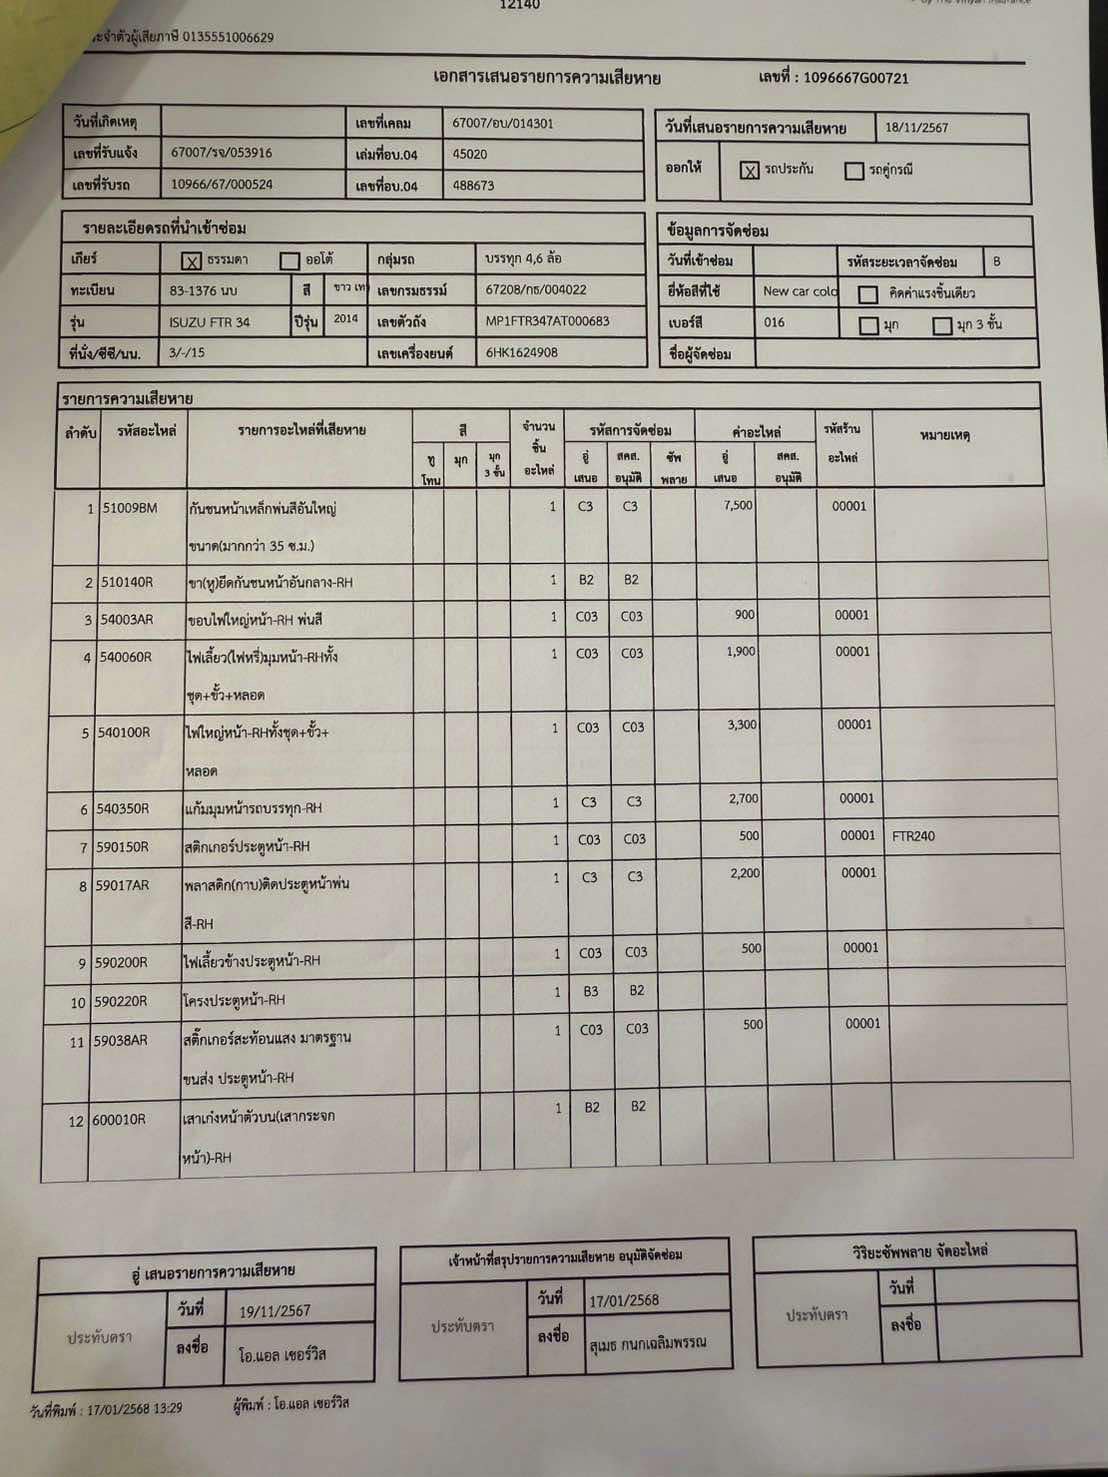 12140
By The Viriyah Insurance
ะจำตัวผู้เสียภาษี 0135551006629
เอกสารเสนอรายการความเสียหาย เลขที่ : 1096667G00721
วันที่เกิดเหตุ เลขที่เคลม 67007/อบ/014301
เลขที่รับแจ้ง 67007/รจ/053916 เล่มที่อบ.04 45020
เลขที่รับรถ 10966/67/000524 เลขที่อบ.04 488673
วันที่เสนอรายการความเสียหาย 18/11/2567
ออกให้ X รถประกัน รถคู่กรณี
รายละเอียดรถที่นำเข้าซ่อม
เกียร์ X ธรรมดา ออโต้ กลุ่มรถ บรรทุก 4,6 ล้อ
ทะเบียน 83-1376 นบ สี ขาว เท เลขกรมธรรม์ 67208/กธ/004022
รุ่น ISUZU FTR 34 ปีรุ่น 2014 เลขตัวถัง MP1FTR347AT000683
ที่นั่ง/ซีซี/นน. 3/-/15 เลขเครื่องยนต์ 6HK1624908
ข้อมูลการจัดซ่อม
วันที่เข้าซ่อม รหัสระยะเวลาจัดซ่อม B
ยี่ห้อสีที่ใช้ New car colo คิดค่าแรงชิ้นเดียว
เบอร์สี 016 มุก มุก 3 ชั้น
ชื่อผู้จัดซ่อม
รายการความเสียหาย
ลำดับ รหัสอะไหล่ รายการอะไหล่ที่เสียหาย สี จำนวน รหัสการจัดซ่อม ค่าอะไหล่ รหัสร้าน หมายเหตุ
ทู มุก มุก ชิ้น อู่ สคส. ซัพ อู่ สคส. อะไหล่
โทน 3 ชั้น อะไหล่ เสนอ อนุมัติ พลาย เสนอ อนุมัติ
1 51009BM กันชนหน้าเหล็กพ่นสีอันใหญ่ 1 C3 C3 7,500 00001
ขนาด(มากกว่า 35 ซ.ม.)
2 510140R ขา(หู)ยึดกันชนหน้าอันกลาง-RH 1 B2 B2
3 54003AR ขอบไฟใหญ่หน้า-RH พ่นสี 1 C03 C03 900 00001
4 540060R ไฟเลี้ยว(ไฟหรี่)มุมหน้า-RHทั้ง 1 C03 C03 1,900 00001
ชุด+ขั้ว+หลอด
5 540100R ไฟใหญ่หน้า-RHทั้งชุด+ขั้ว+ 1 C03 C03 3,300 00001
หลอด
6 540350R แก้มมุมหน้ารถบรรทุก-RH 1 C3 C3 2,700 00001
7 590150R สติกเกอร์ประตูหน้า-RH 1 C03 C03 500 00001 FTR240
8 59017AR พลาสติก(กาบ)ติดประตูหน้าพ่น 1 C3 C3 2,200 00001
สี-RH
9 590200R ไฟเลี้ยวข้างประตูหน้า-RH 1 C03 C03 500 00001
10 590220R โครงประตูหน้า-RH 1 B3 B2
11 59038AR สติ๊กเกอร์สะท้อนแสง มาตรฐาน 1 C03 C03 500 00001
ขนส่ง ประตูหน้า-RH
12 600010R เสาเก๋งหน้าตัวบน(เสากระจก 1 B2 B2
หน้า)-RH
อู่ เสนอรายการความเสียหาย
ประทับตรา วันที่ 19/11/2567
ลงชื่อ โอ.แอล เซอร์วิส
เจ้าหน้าที่สรุปรายการความเสียหาย อนุมัติจัดซ่อม
ประทับตรา วันที่ 17/01/2568
ลงชื่อ สุเมธ กนกเฉลิมพรรณ
วิริยะซัพพลาย จัดอะไหล่
ประทับตรา วันที่
ลงชื่อ
วันที่พิมพ์ : 17/01/2568 13:29 ผู้พิมพ์ : โอ.แอล เซอร์วิส